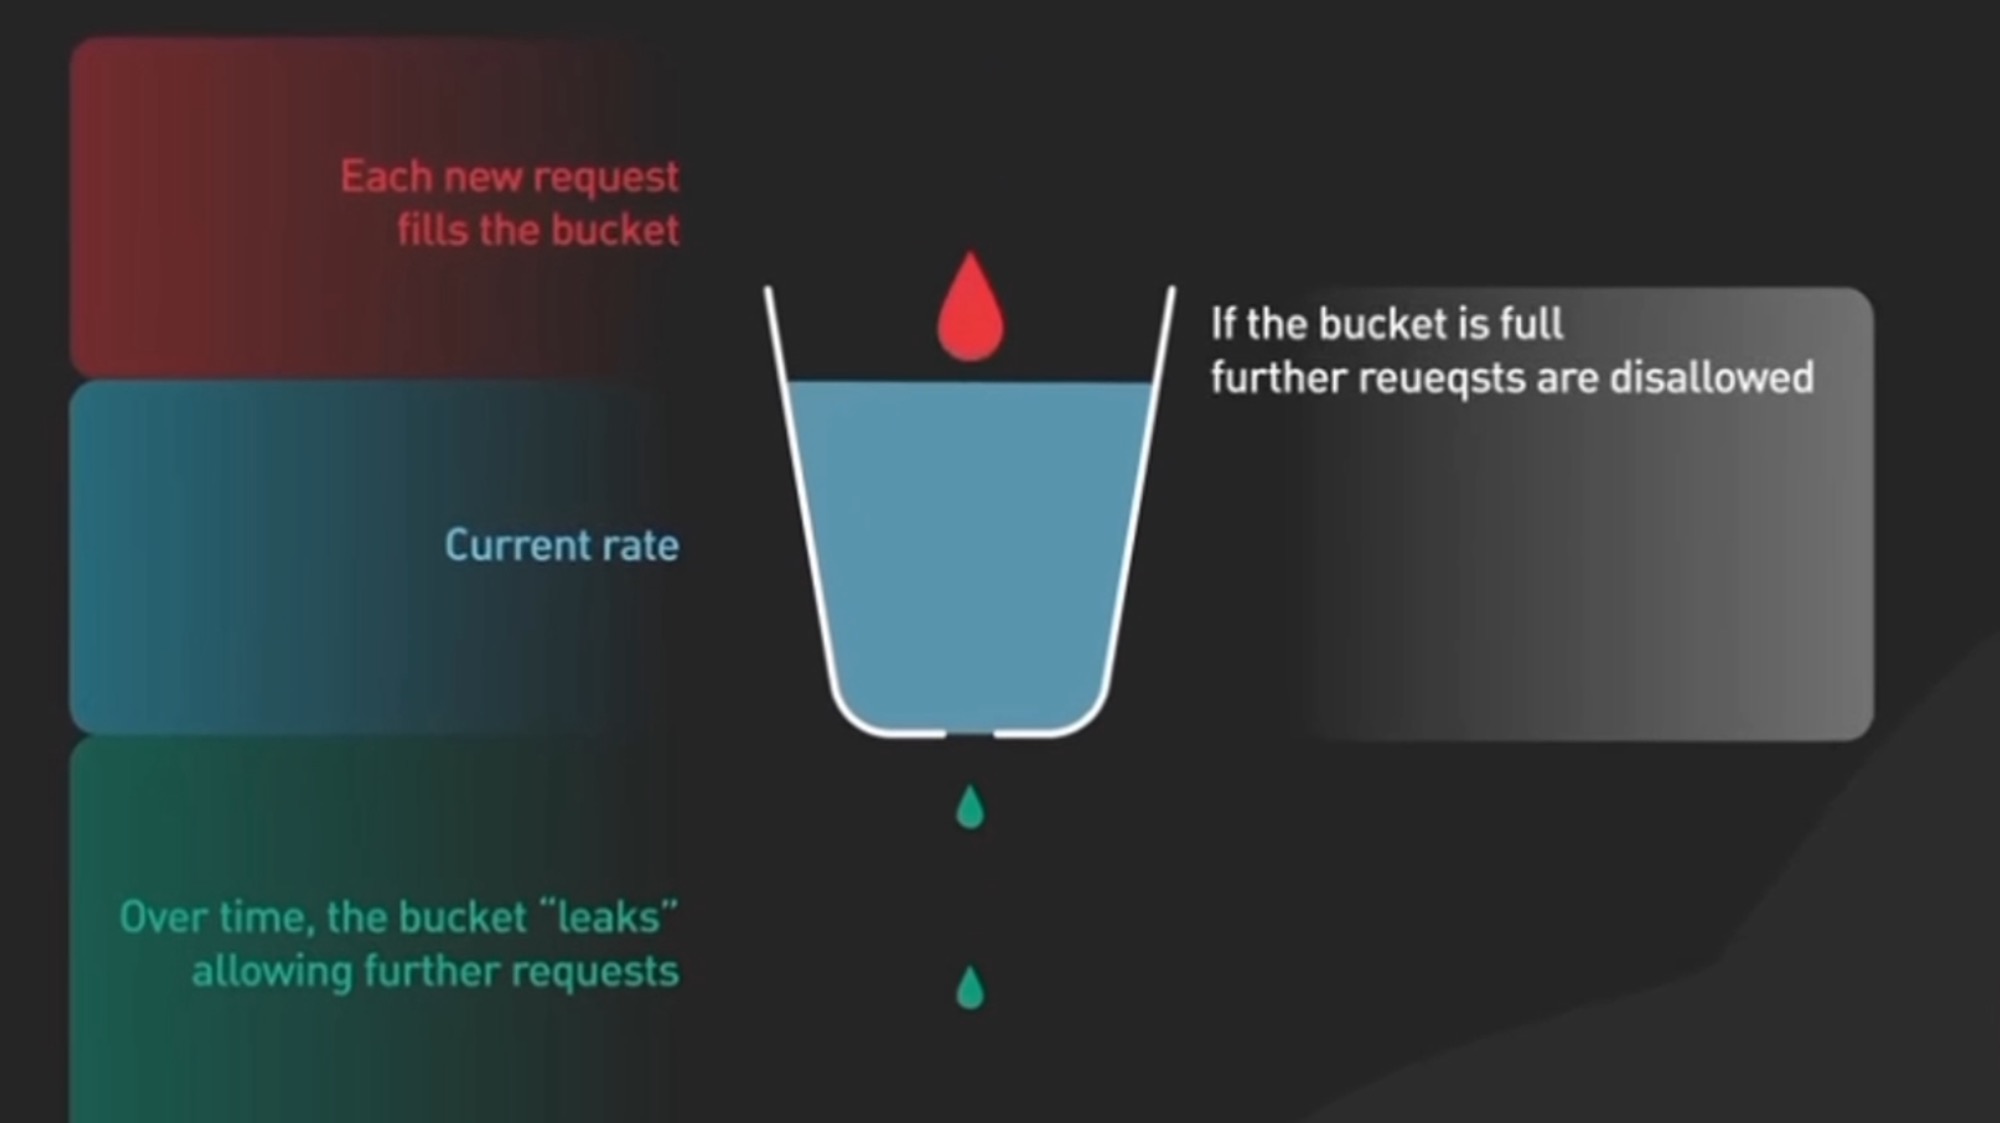 Each new request
fills the bucket
If the bucket is full
further reueqsts are disallowed
Current rate
Over time, the bucket “leaks”
allowing further requests